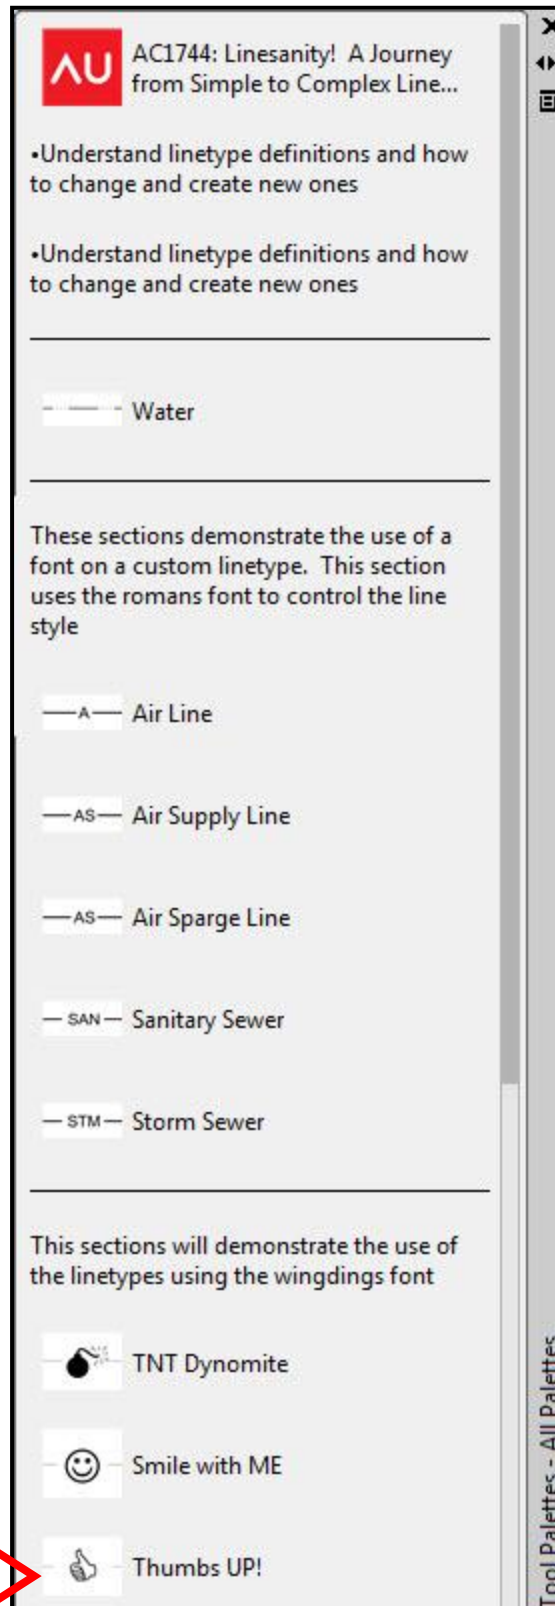 AU
AC1744: Linesanity!  A Journey
from Simple to Complex Line...
•Understand linetype definitions and how
to change and create new ones
•Understand linetype definitions and how
to change and create new ones
Water
These sections demonstrate the use of a
font on a custom linetype.  This section
uses the romans font to control the line
style
A Air Line
AS Air Supply Line
AS Air Sparge Line
SAN Sanitary Sewer
STM Storm Sewer
This sections will demonstrate the use of
the linetypes using the wingdings font
TNT Dynomite
Smile with ME
Thumbs UP!
Tool Palettes - All Palettes